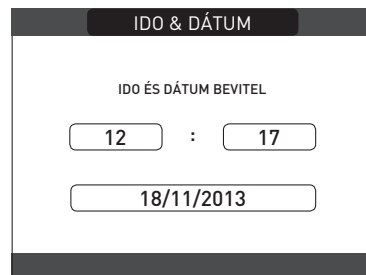 IDO & DÁTUM
IDO ÉS DÁTUM BEVITEL
12 : 17
18/11/2013